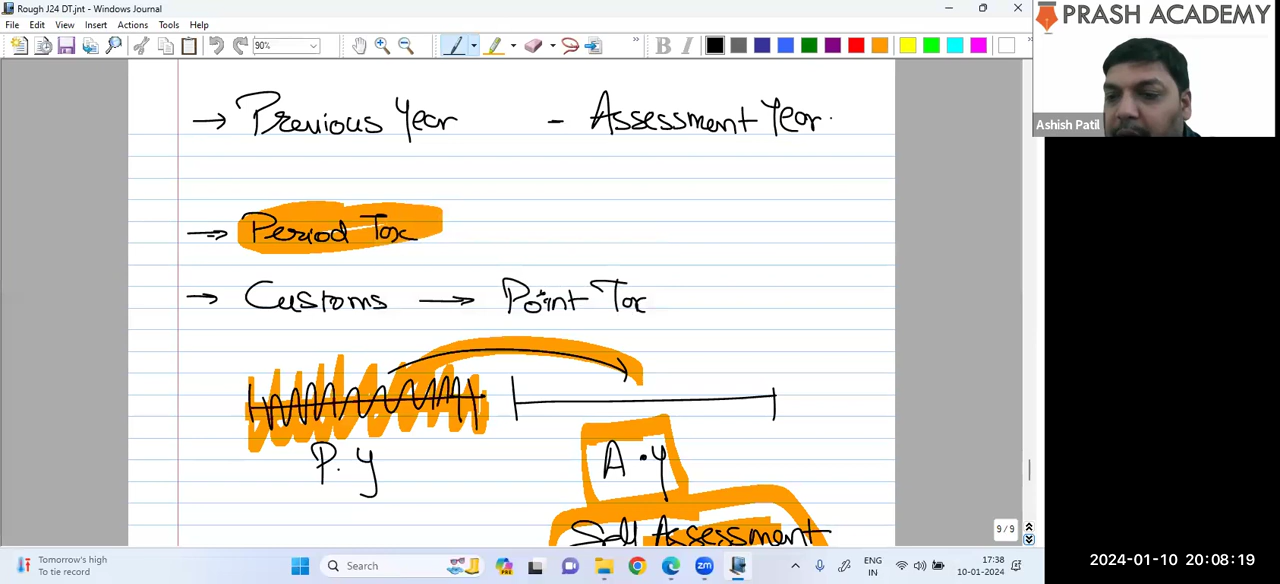 Rough J24 DT.jnt - Windows Journal
PRASH ACADEMY
File Edit View Insert Actions Tools Help
90%
B I
Ashish Patil
→ Previous Year - Assessment Year.
→ Period Tax
→ Customs → Point Tax
P.Y
A.Y
Self Assessment
9 / 9
Tomorrow's high
To tie record
Search
ENG
IN
17:38
10-01-2024
2024-01-10 20:08:19